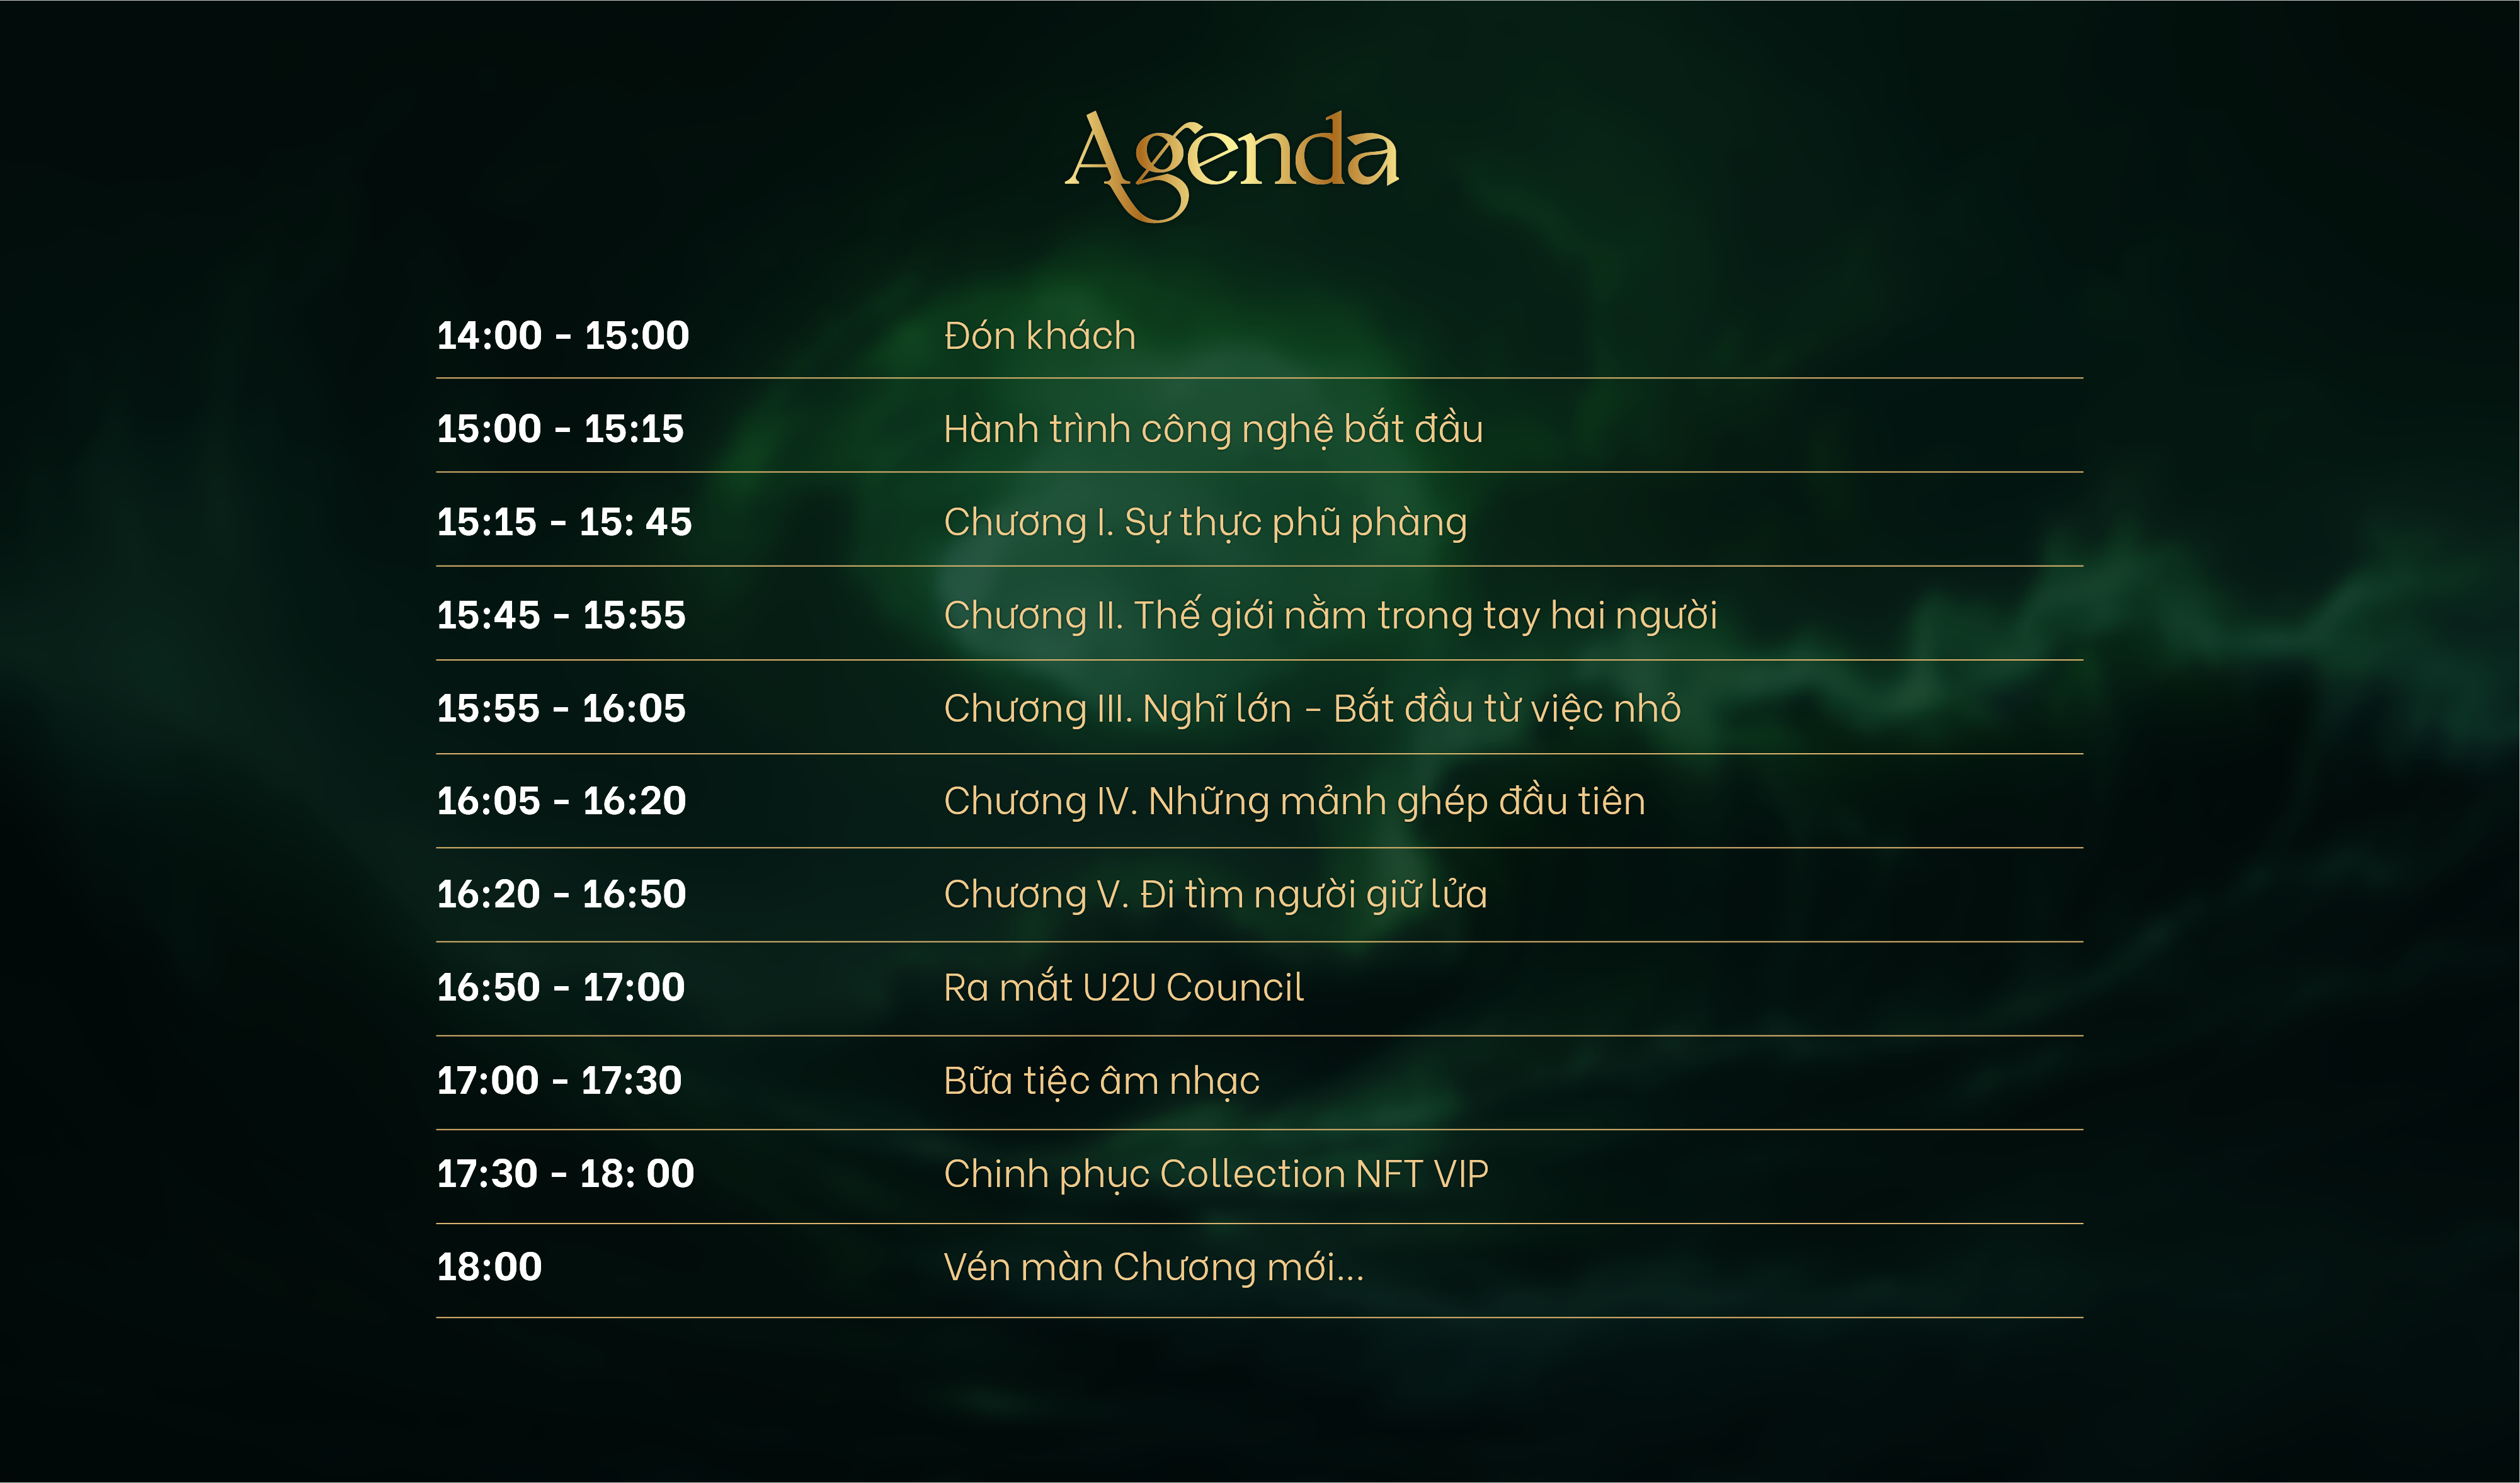 Agenda
14:00 - 15:00 Đón khách
15:00 - 15:15 Hành trình công nghệ bắt đầu
15:15 - 15: 45 Chương I. Sự thực phũ phàng
15:45 - 15:55 Chương II. Thế giới nằm trong tay hai người
15:55 - 16:05 Chương III. Nghĩ lớn - Bắt đầu từ việc nhỏ
16:05 - 16:20 Chương IV. Những mảnh ghép đầu tiên
16:20 - 16:50 Chương V. Đi tìm người giữ lửa
16:50 - 17:00 Ra mắt U2U Council
17:00 - 17:30 Bữa tiệc âm nhạc
17:30 - 18: 00 Chinh phục Collection NFT VIP
18:00 Vén màn Chương mới...